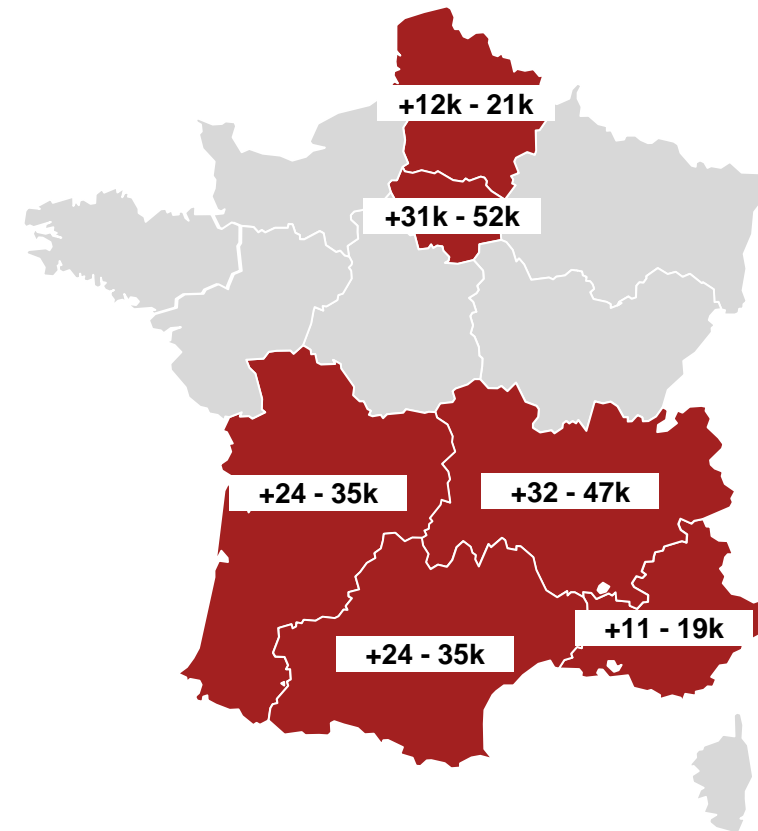 +12k - 21k
+31k - 52k
+24 - 35k
+32 - 47k
+11 - 19k
+24 - 35k